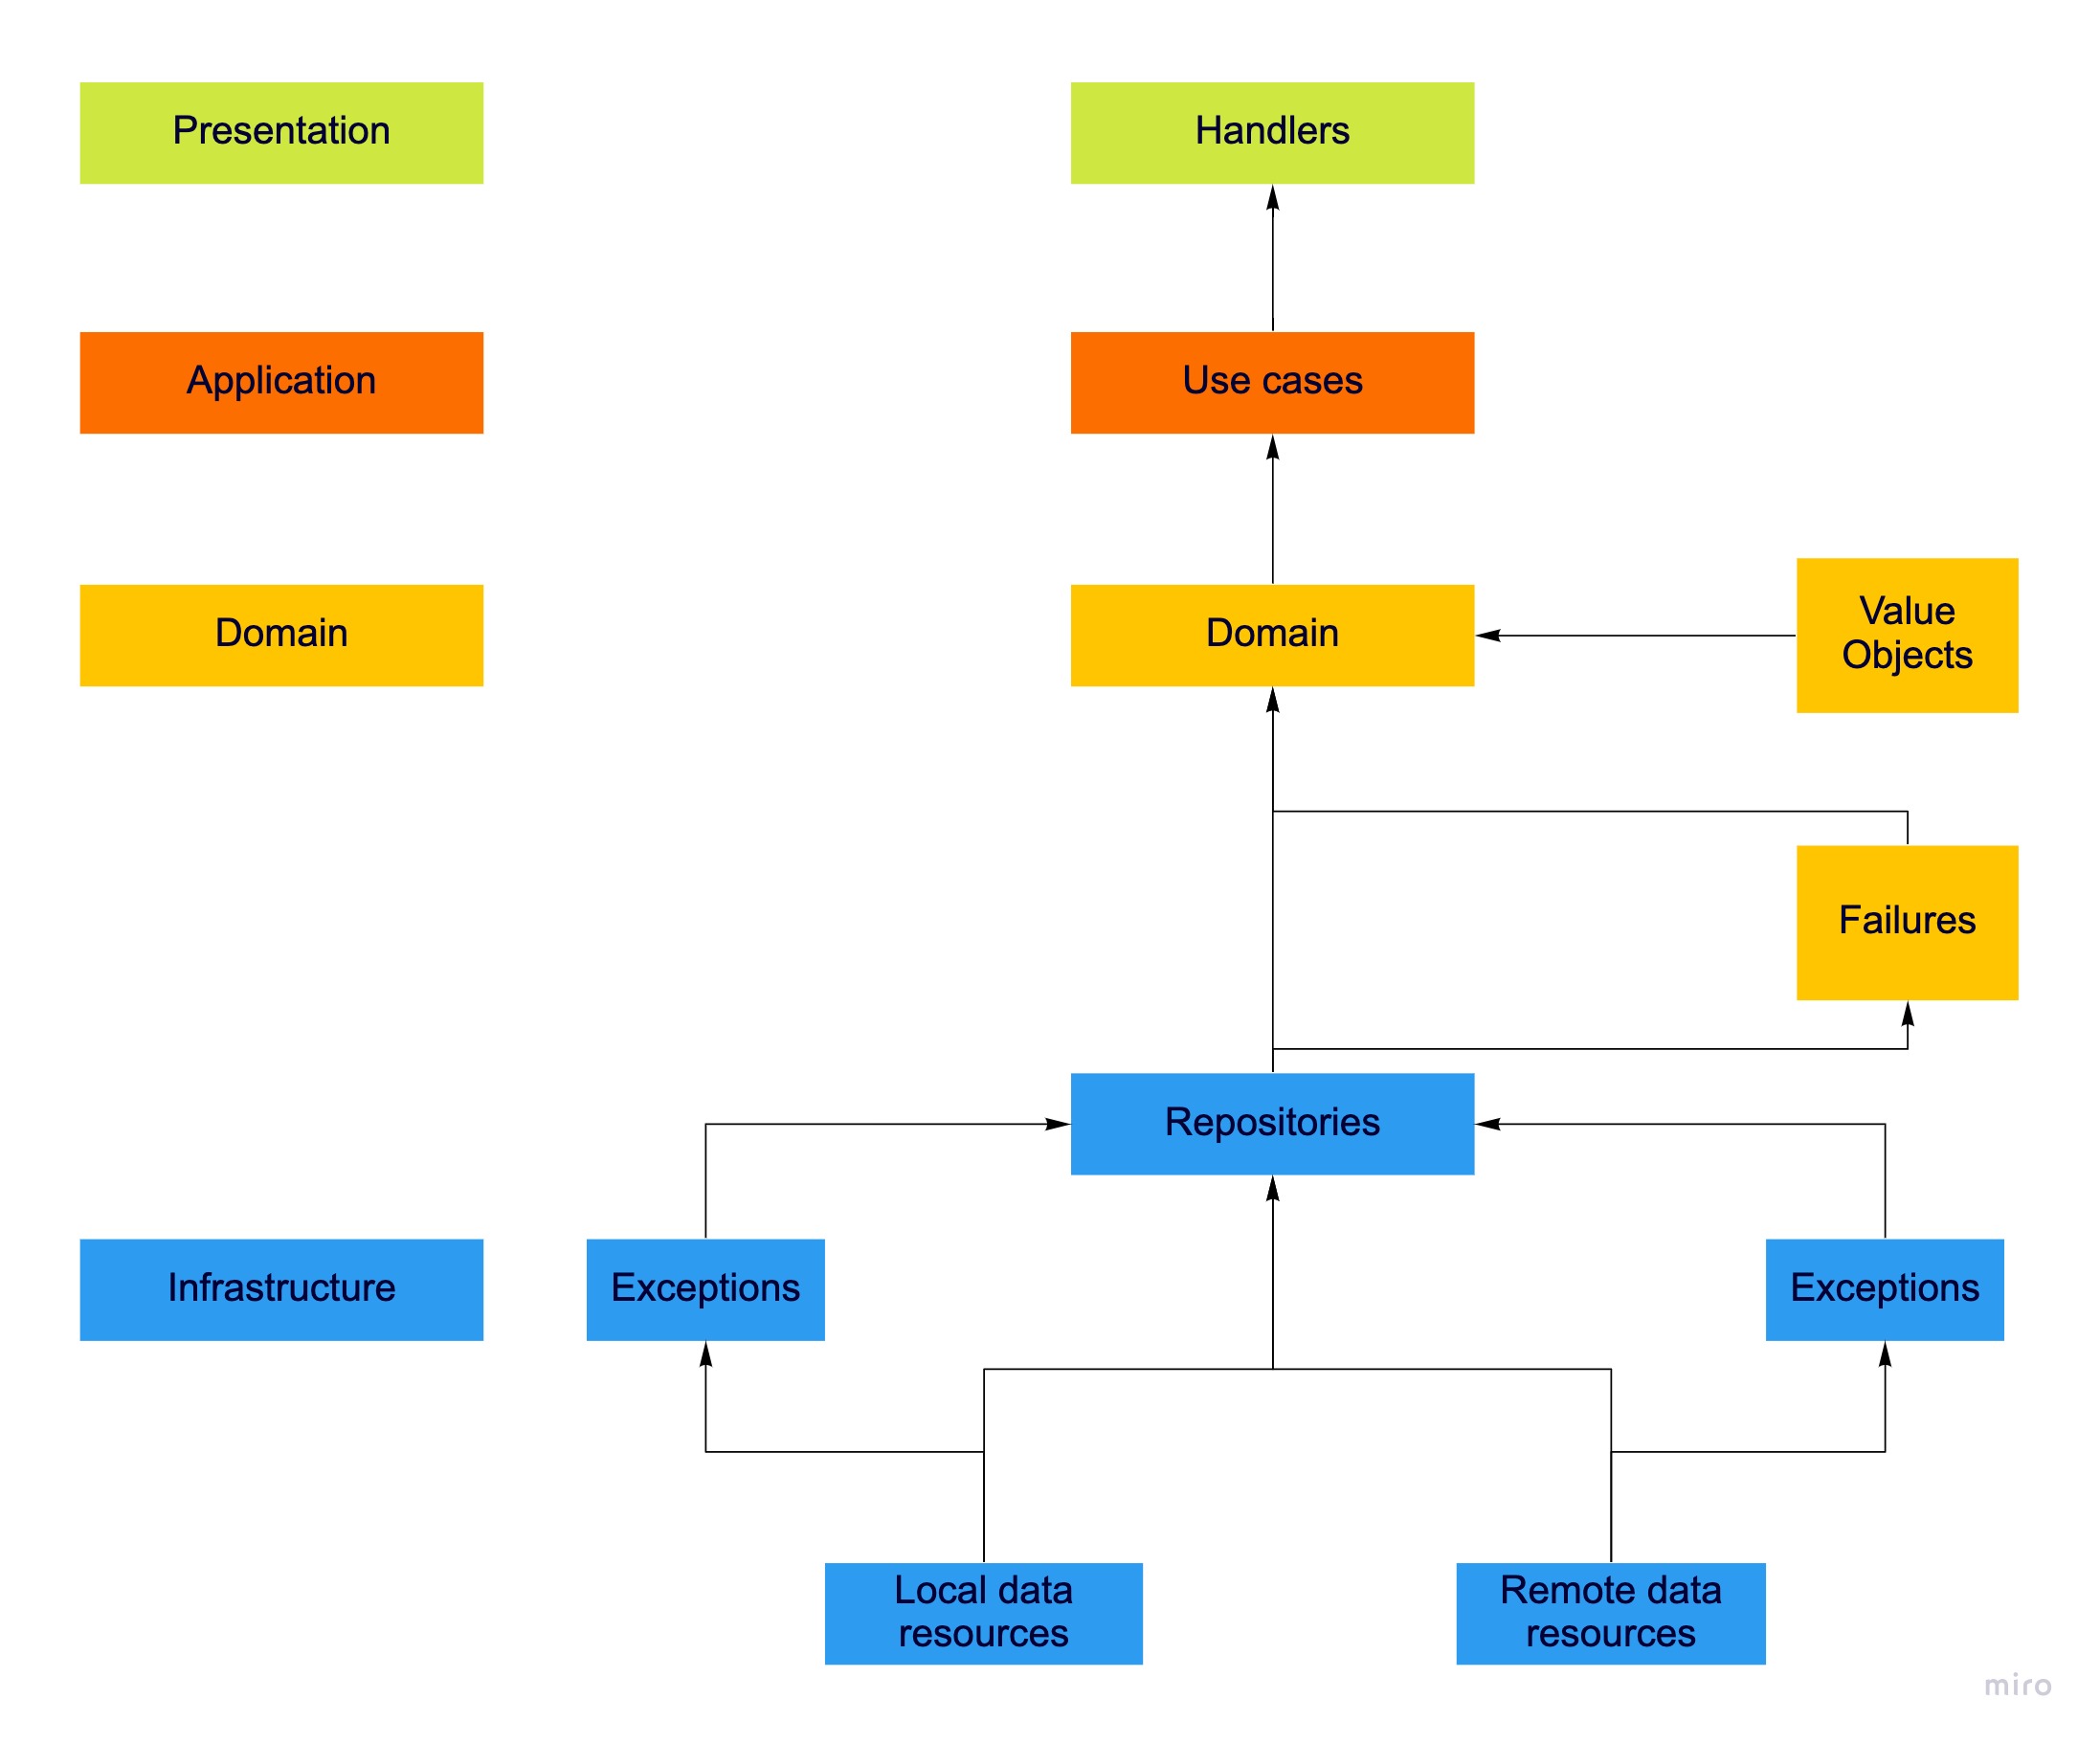 Presentation
Handlers
Application
Use cases
Domain
Domain
Value
Objects
Failures
Repositories
Infrastructure
Exceptions
Exceptions
Local data
resources
Remote data
resources
miro